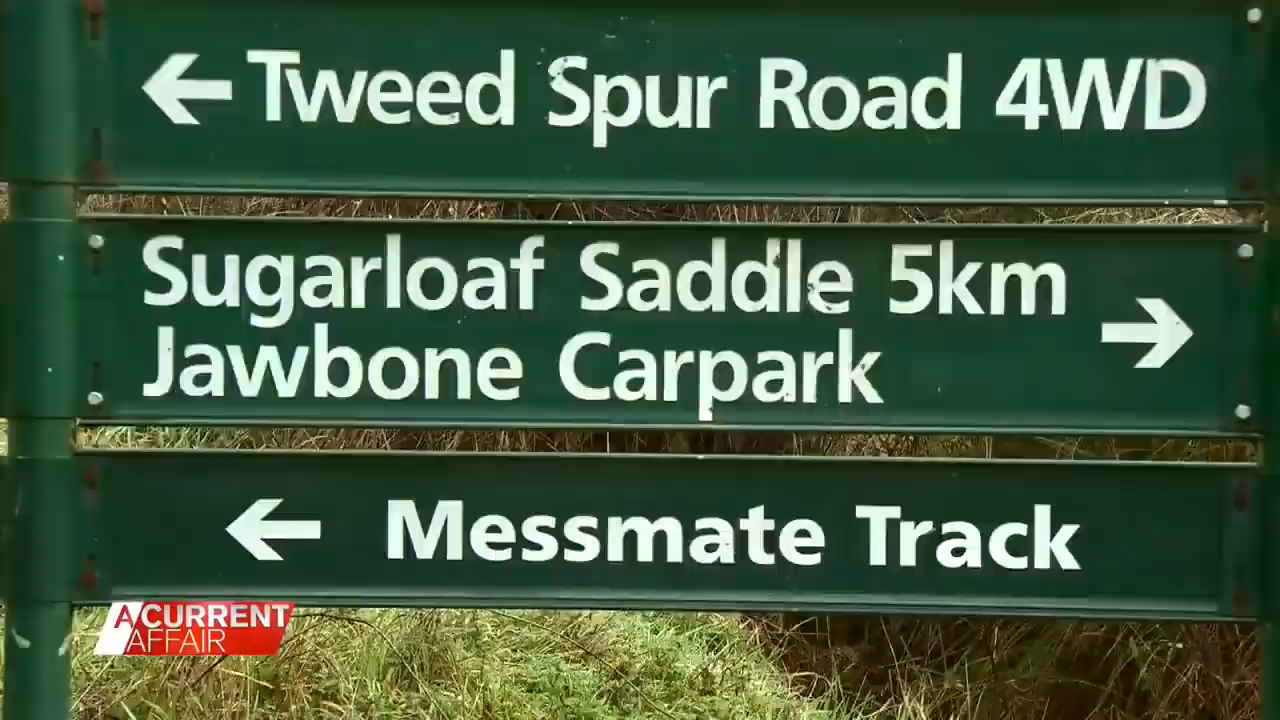 ← Tweed Spur Road 4WD
Sugarloaf Saddle 5km
Jawbone Carpark →
← Messmate Track
A CURRENT
AFFAIR